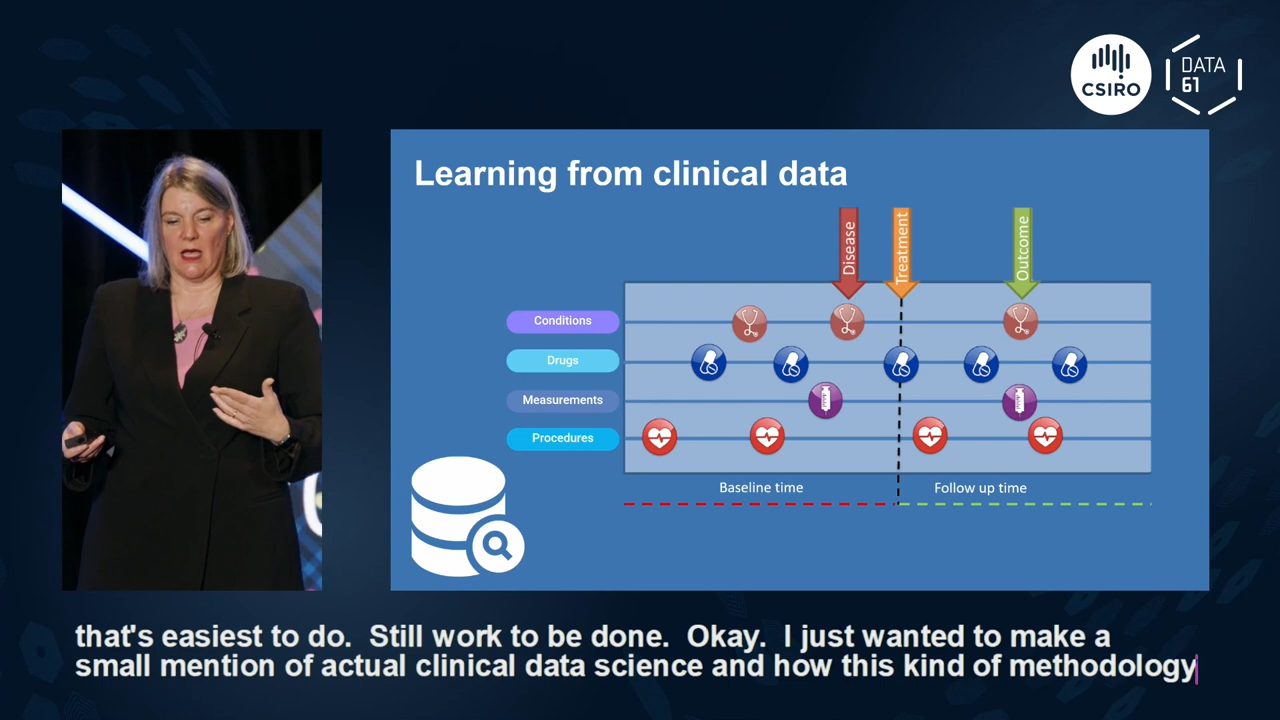 CSIRO
DATA
61
Learning from clinical data
Disease
Treatment
Outcome
Conditions
Drugs
Measurements
Procedures
Baseline time
Follow up time
that's easiest to do.  Still work to be done.  Okay.  I just wanted to make a
small mention of actual clinical data science and how this kind of methodology